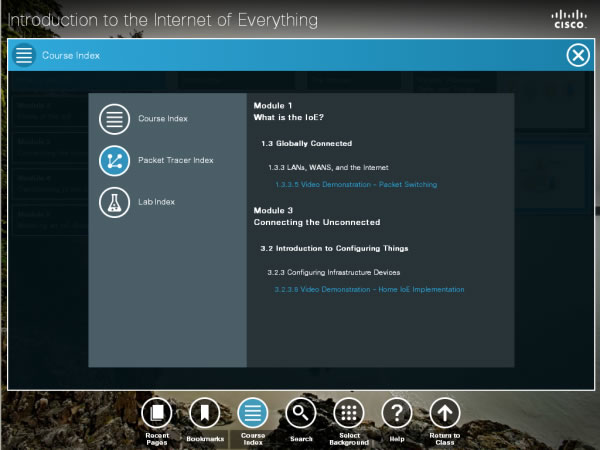 Introduction to the Internet of Everything
CISCO
Course Index
Course Index
Packet Tracer Index
Lab Index
Module 1
What is the IoE?
1.3 Globally Connected
1.3.3 LANs, WANS, and the Internet
1.3.3.5 Video Demonstration - Packet Switching
Module 3
Connecting the Unconnected
3.2 Introduction to Configuring Things
3.2.3 Configuring Infrastructure Devices
3.2.3.8 Video Demonstration - Home IoE Implementation
Recent
Pages
Bookmarks
Course
Index
Search
Select
Background
Help
Return to
Class